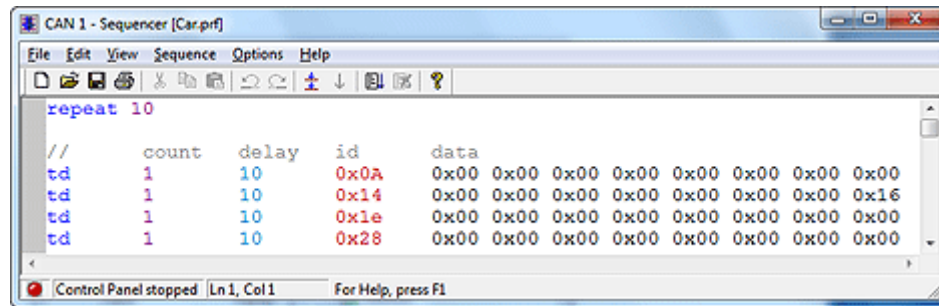 CAN 1 - Sequencer [Car.prf]
File Edit View Sequence Options Help
repeat 10
// count delay id data
td 1 10 0x0A 0x00 0x00 0x00 0x00 0x00 0x00 0x00 0x00
td 1 10 0x14 0x00 0x00 0x00 0x00 0x00 0x00 0x00 0x16
td 1 10 0x1e 0x00 0x00 0x00 0x00 0x00 0x00 0x00 0x00
td 1 10 0x28 0x00 0x00 0x00 0x00 0x00 0x00 0x00 0x00
Control Panel stopped Ln 1, Col 1 For Help, press F1